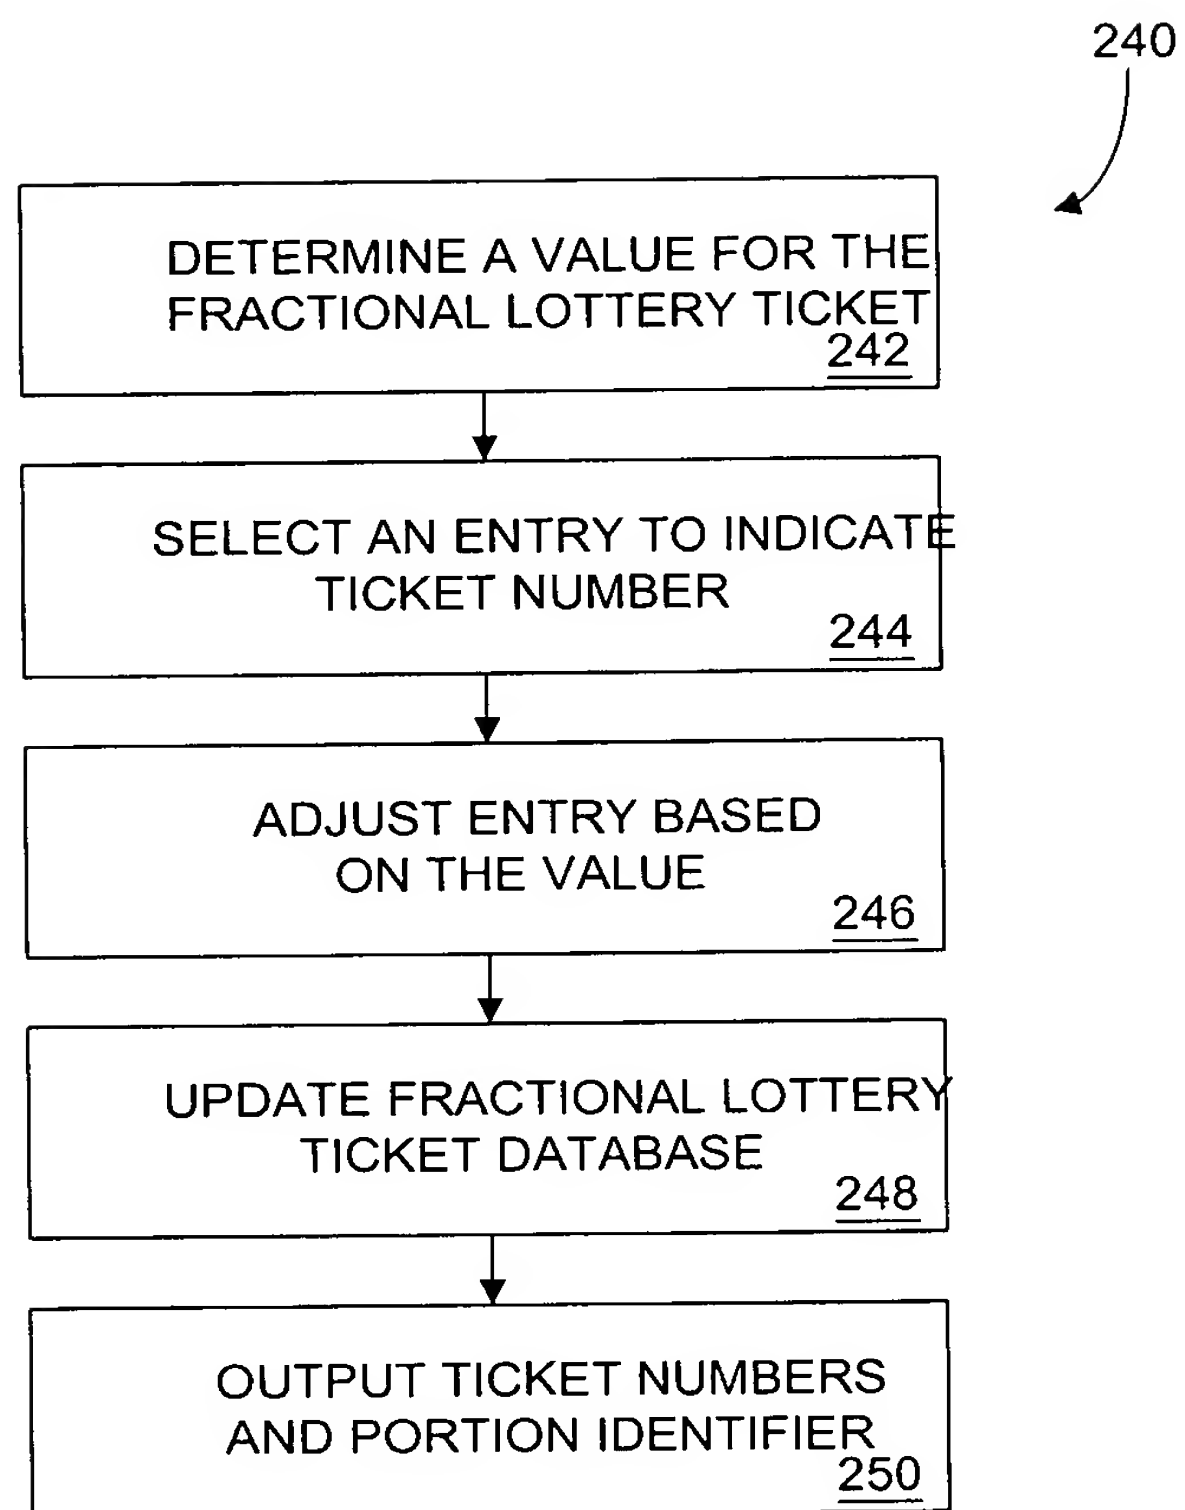 240
DETERMINE A VALUE FOR THE
FRACTIONAL LOTTERY TICKET
242
SELECT AN ENTRY TO INDICATE
TICKET NUMBER
244
ADJUST ENTRY BASED
ON THE VALUE
246
UPDATE FRACTIONAL LOTTERY
TICKET DATABASE
248
OUTPUT TICKET NUMBERS
AND PORTION IDENTIFIER
250